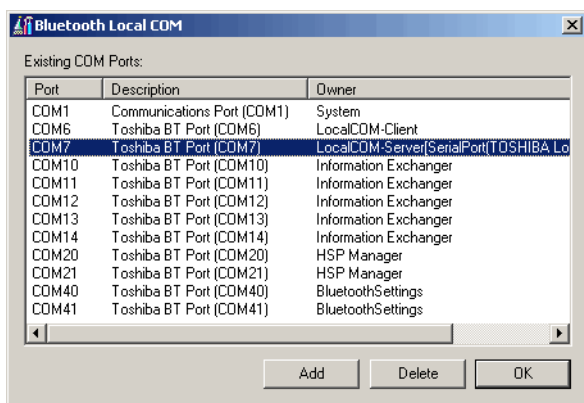 Bluetooth Local COM
Existing COM Ports:
Port Description Owner
COM1 Communications Port (COM1) System
COM6 Toshiba BT Port (COM6) LocalCOM-Client
COM7 Toshiba BT Port (COM7) LocalCOM-Server[SerialPort(TOSHIBA Lo
COM10 Toshiba BT Port (COM10) Information Exchanger
COM11 Toshiba BT Port (COM11) Information Exchanger
COM12 Toshiba BT Port (COM12) Information Exchanger
COM13 Toshiba BT Port (COM13) Information Exchanger
COM14 Toshiba BT Port (COM14) Information Exchanger
COM20 Toshiba BT Port (COM20) HSP Manager
COM21 Toshiba BT Port (COM21) HSP Manager
COM40 Toshiba BT Port (COM40) BluetoothSettings
COM41 Toshiba BT Port (COM41) BluetoothSettings
Add Delete OK